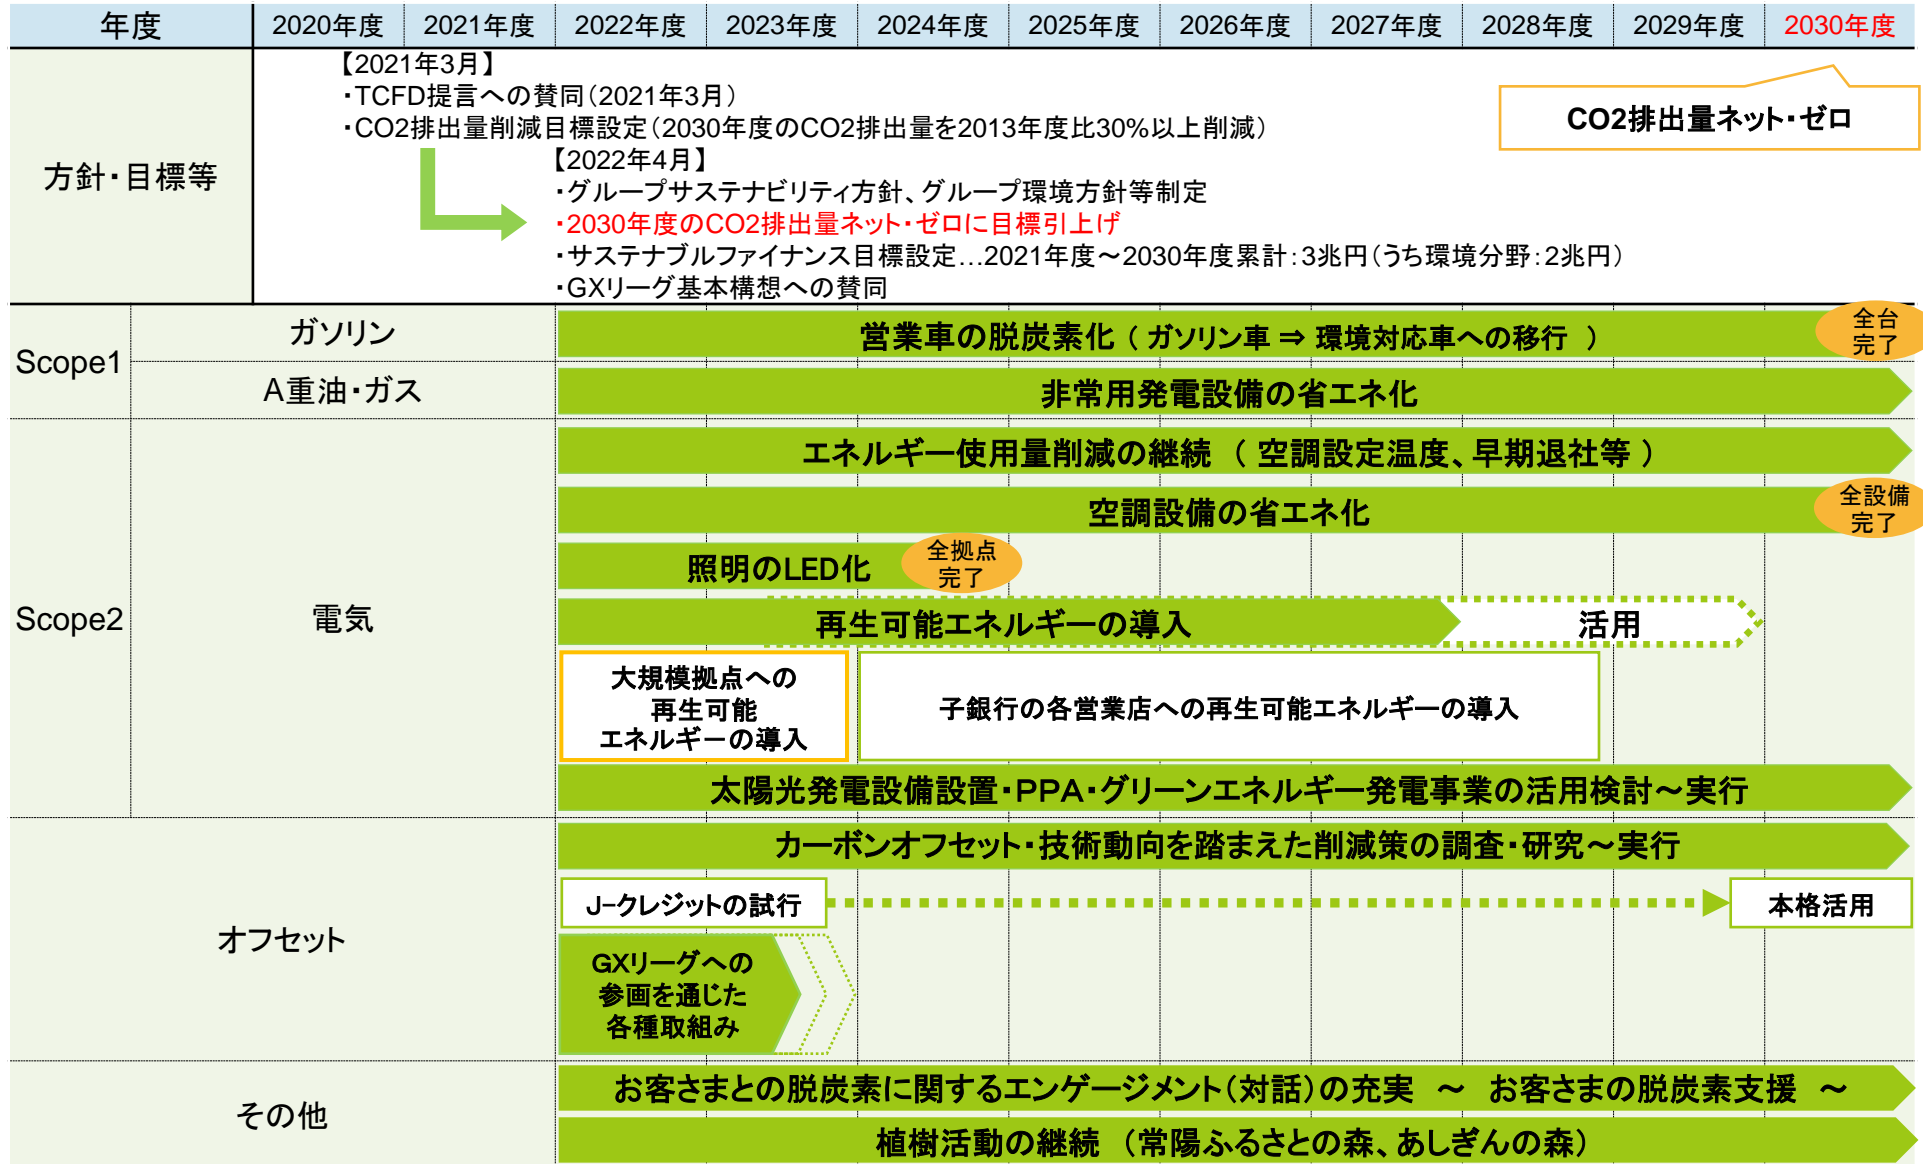 年度 2020年度 2021年度 2022年度 2023年度 2024年度 2025年度 2026年度 2027年度 2028年度 2029年度 2030年度
方針・目標等
【2021年3月】
・TCFD提言への賛同（2021年3月）
・CO2排出量削減目標設定（2030年度のCO2排出量を2013年度比30%以上削減）
CO2排出量ネット・ゼロ
【2022年4月】
・グループサステナビリティ方針、グループ環境方針等制定
・2030年度のCO2排出量ネット・ゼロに目標引上げ
・サステナブルファイナンス目標設定…2021年度～2030年度累計：3兆円（うち環境分野：2兆円）
・GXリーグ基本構想への賛同
Scope1
ガソリン
営業車の脱炭素化（ ガソリン車 ⇒ 環境対応車への移行 ）
全台
完了
A重油・ガス
非常用発電設備の省エネ化
Scope2
電気
エネルギー使用量削減の継続 （ 空調設定温度、早期退社等 ）
空調設備の省エネ化
全設備
完了
照明のLED化
全拠点
完了
再生可能エネルギーの導入
活用
大規模拠点への
再生可能
エネルギーの導入
子銀行の各営業店への再生可能エネルギーの導入
太陽光発電設備設置・PPA・グリーンエネルギー発電事業の活用検討～実行
オフセット
カーボンオフセット・技術動向を踏まえた削減策の調査・研究～実行
J-クレジットの試行
本格活用
GXリーグへの
参画を通じた
各種取組み
その他
お客さまとの脱炭素に関するエンゲージメント（対話）の充実 ～ お客さまの脱炭素支援 ～
植樹活動の継続 （常陽ふるさとの森、あしぎんの森）